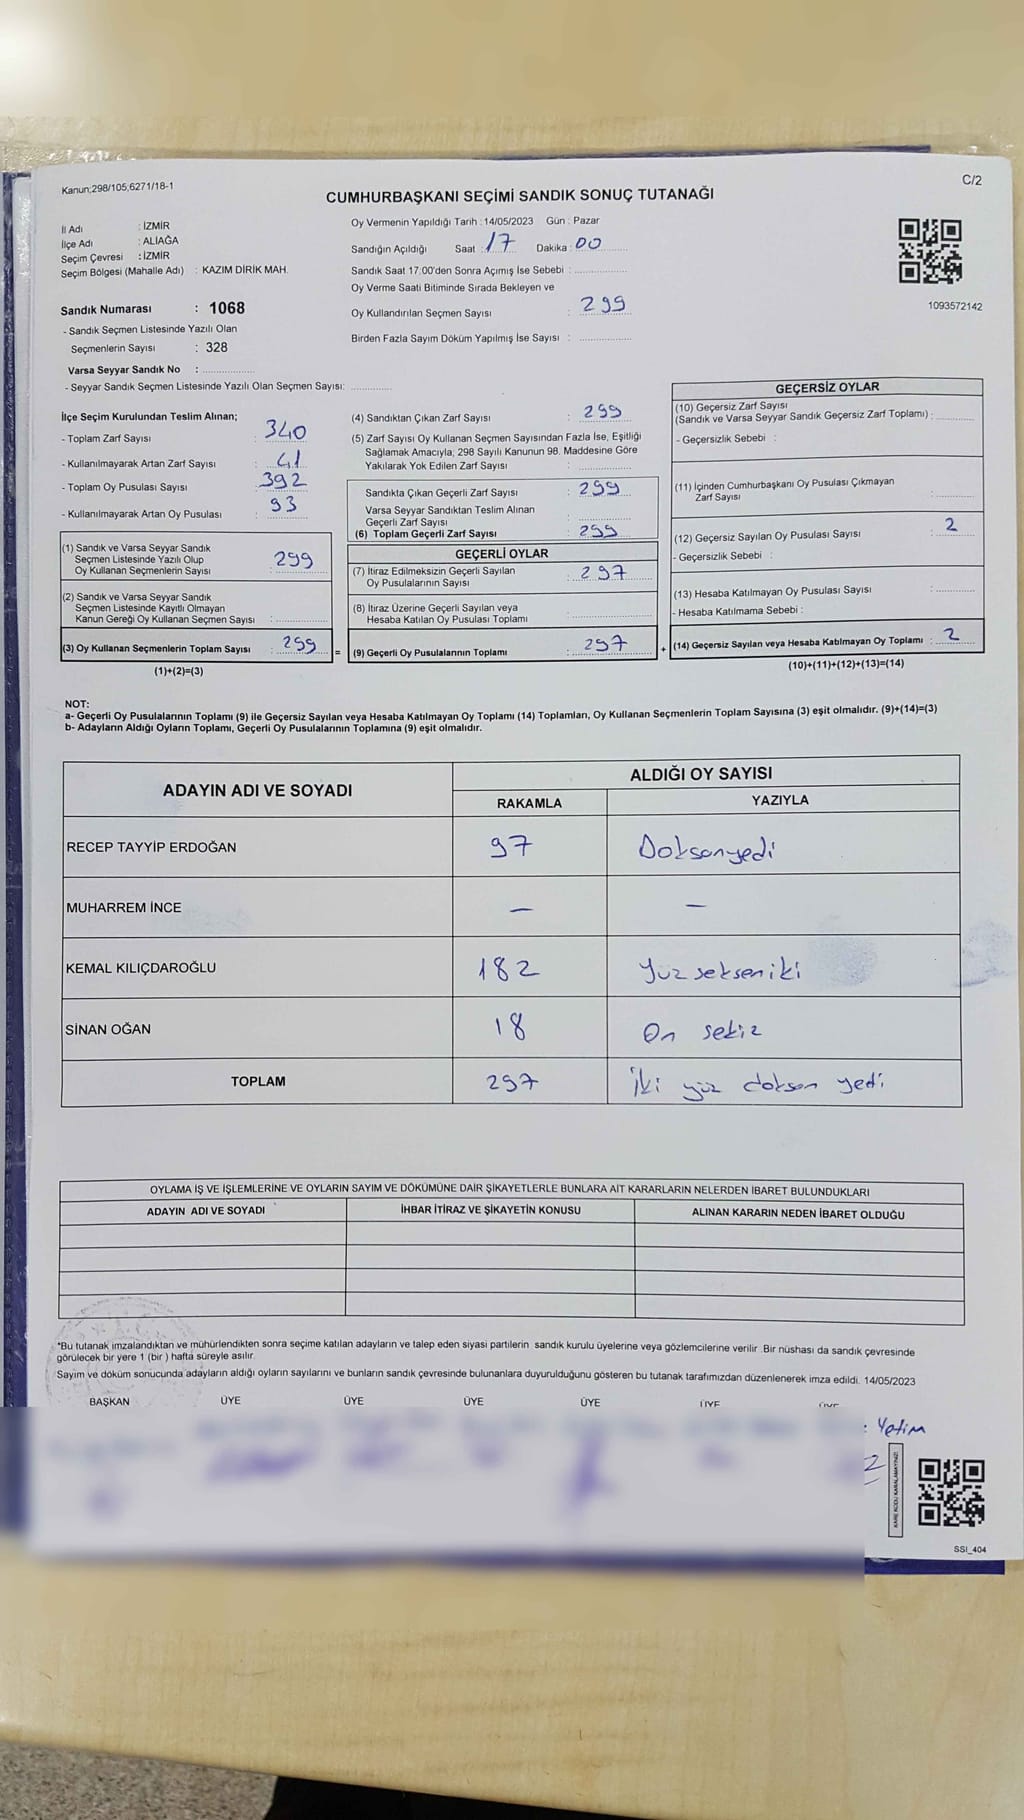 Kanun;298/105,6271/18-1
C/2
CUMHURBAŞKANI SEÇİMİ SANDIK SONUÇ TUTANAĞI
İl Adı : İZMİR
İlçe Adı : ALİAĞA
Seçim Çevresi : İZMİR
Seçim Bölgesi (Mahalle Adı) : KAZIM DİRİK MAH.
Sandık Numarası : 1068
- Sandık Seçmen Listesinde Yazılı Olan
Seçmenlerin Sayısı : 328
Varsa Seyyar Sandık No :
- Seyyar Sandık Seçmen Listesinde Yazılı Olan Seçmen Sayısı:
Oy Vermenin Yapıldığı Tarih : 14/05/2023 Gün : Pazar
Sandığın Açıldığı Saat : 17 Dakika : 00
Sandık Saat 17:00'den Sonra Açımış İse Sebebi :
Oy Verme Saati Bitiminde Sırada Bekleyen ve
Oy Kullandırılan Seçmen Sayısı : 299
Birden Fazla Sayım Döküm Yapılmış İse Sayısı :
1093572142
İlçe Seçim Kurulundan Teslim Alınan;
- Toplam Zarf Sayısı : 340
- Kullanılmayarak Artan Zarf Sayısı : 41
- Toplam Oy Pusulası Sayısı : 392
- Kullanılmayarak Artan Oy Pusulası : 93
(1) Sandık ve Varsa Seyyar Sandık
Seçmen Listesinde Yazılı Olup
Oy Kullanan Seçmenlerin Sayısı : 299
(2) Sandık ve Varsa Seyyar Sandık
Seçmen Listesinde Kayıtlı Olmayan
Kanun Gereği Oy Kullanan Seçmen Sayısı :
(3) Oy Kullanan Seçmenlerin Toplam Sayısı : 299
(1)+(2)=(3)
=
(4) Sandıktan Çıkan Zarf Sayısı : 299
(5) Zarf Sayısı Oy Kullanan Seçmen Sayısından Fazla İse, Eşitliği
Sağlamak Amacıyla; 298 Sayılı Kanunun 98. Maddesine Göre
Yakılarak Yok Edilen Zarf Sayısı :
Sandıkta Çıkan Geçerli Zarf Sayısı : 299
Varsa Seyyar Sandıktan Teslim Alınan
Geçerli Zarf Sayısı :
(6) Toplam Geçerli Zarf Sayısı : 299
GEÇERLİ OYLAR
(7) İtiraz Edilmeksizin Geçerli Sayılan
Oy Pusulalarının Sayısı : 297
(8) İtiraz Üzerine Geçerli Sayılan veya
Hesaba Katılan Oy Pusulası Toplamı :
(9) Geçerli Oy Pusulalarının Toplamı : 297
+
GEÇERSİZ OYLAR
(10) Geçersiz Zarf Sayısı
(Sandık ve Varsa Seyyar Sandık Geçersiz Zarf Toplamı) :
- Geçersizlik Sebebi :
(11) İçinden Cumhurbaşkanı Oy Pusulası Çıkmayan
Zarf Sayısı :
(12) Geçersiz Sayılan Oy Pusulası Sayısı : 2
- Geçersizlik Sebebi :
(13) Hesaba Katılmayan Oy Pusulası Sayısı :
- Hesaba Katılmama Sebebi :
(14) Geçersiz Sayılan veya Hesaba Katılmayan Oy Toplamı : 2
(10)+(11)+(12)+(13)=(14)
NOT:
a- Geçerli Oy Pusulalarının Toplamı (9) ile Geçersiz Sayılan veya Hesaba Katılmayan Oy Toplamı (14) Toplamları, Oy Kullanan Seçmenlerin Toplam Sayısına (3) eşit olmalıdır. (9)+(14)=(3)
b- Adayların Aldığı Oyların Toplamı, Geçerli Oy Pusulalarının Toplamına (9) eşit olmalıdır.
ADAYIN ADI VE SOYADI
ALDIĞI OY SAYISI
RAKAMLA YAZIYLA
RECEP TAYYİP ERDOĞAN 97 Doksanyedi
MUHARREM İNCE — —
KEMAL KILIÇDAROĞLU 182 Yüz sekseniki
SİNAN OĞAN 18 On sekiz
TOPLAM 297 İki yüz doksan yedi
OYLAMA İŞ VE İŞLEMLERİNE VE OYLARIN SAYIM VE DÖKÜMÜNE DAİR ŞİKAYETLERLE BUNLARA AİT KARARLARIN NELERDEN İBARET BULUNDUKLARI
ADAYIN ADI VE SOYADI İHBAR İTİRAZ VE ŞİKAYETİN KONUSU ALINAN KARARIN NEDEN İBARET OLDUĞU
*Bu tutanak imzalandıktan ve mühürlendikten sonra seçime katılan adayların ve talep eden siyasi partilerin sandık kurulu üyelerine veya gözlemcilerine verilir .Bir nüshası da sandık çevresinde
görülecek bir yere 1 (bir) hafta süreyle asılır.
Sayım ve döküm sonucunda adayların aldığı oyların sayılarını ve bunların sandık çevresinde bulunanlara duyurulduğunu gösteren bu tutanak tarafımızdan düzenlenerek imza edildi. 14/05/2023
BAŞKAN ÜYE ÜYE ÜYE ÜYE ÜYE ÜYE
Yetim
KARE KODU KARALAMAYINIZ!
SSI_404